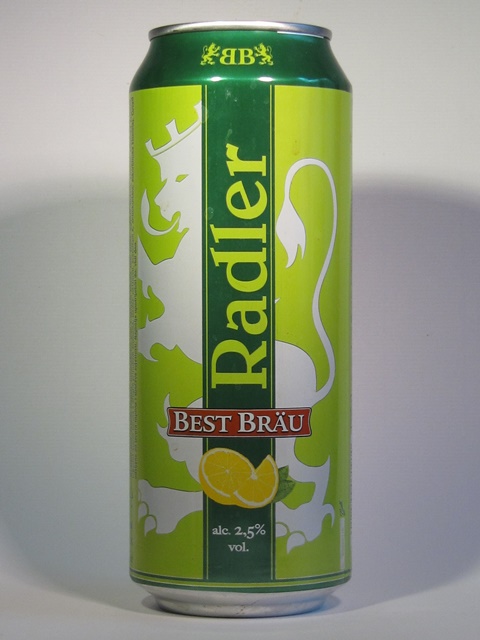 BB
Radler
BEST BRÄU
alc. 2,5%
vol.